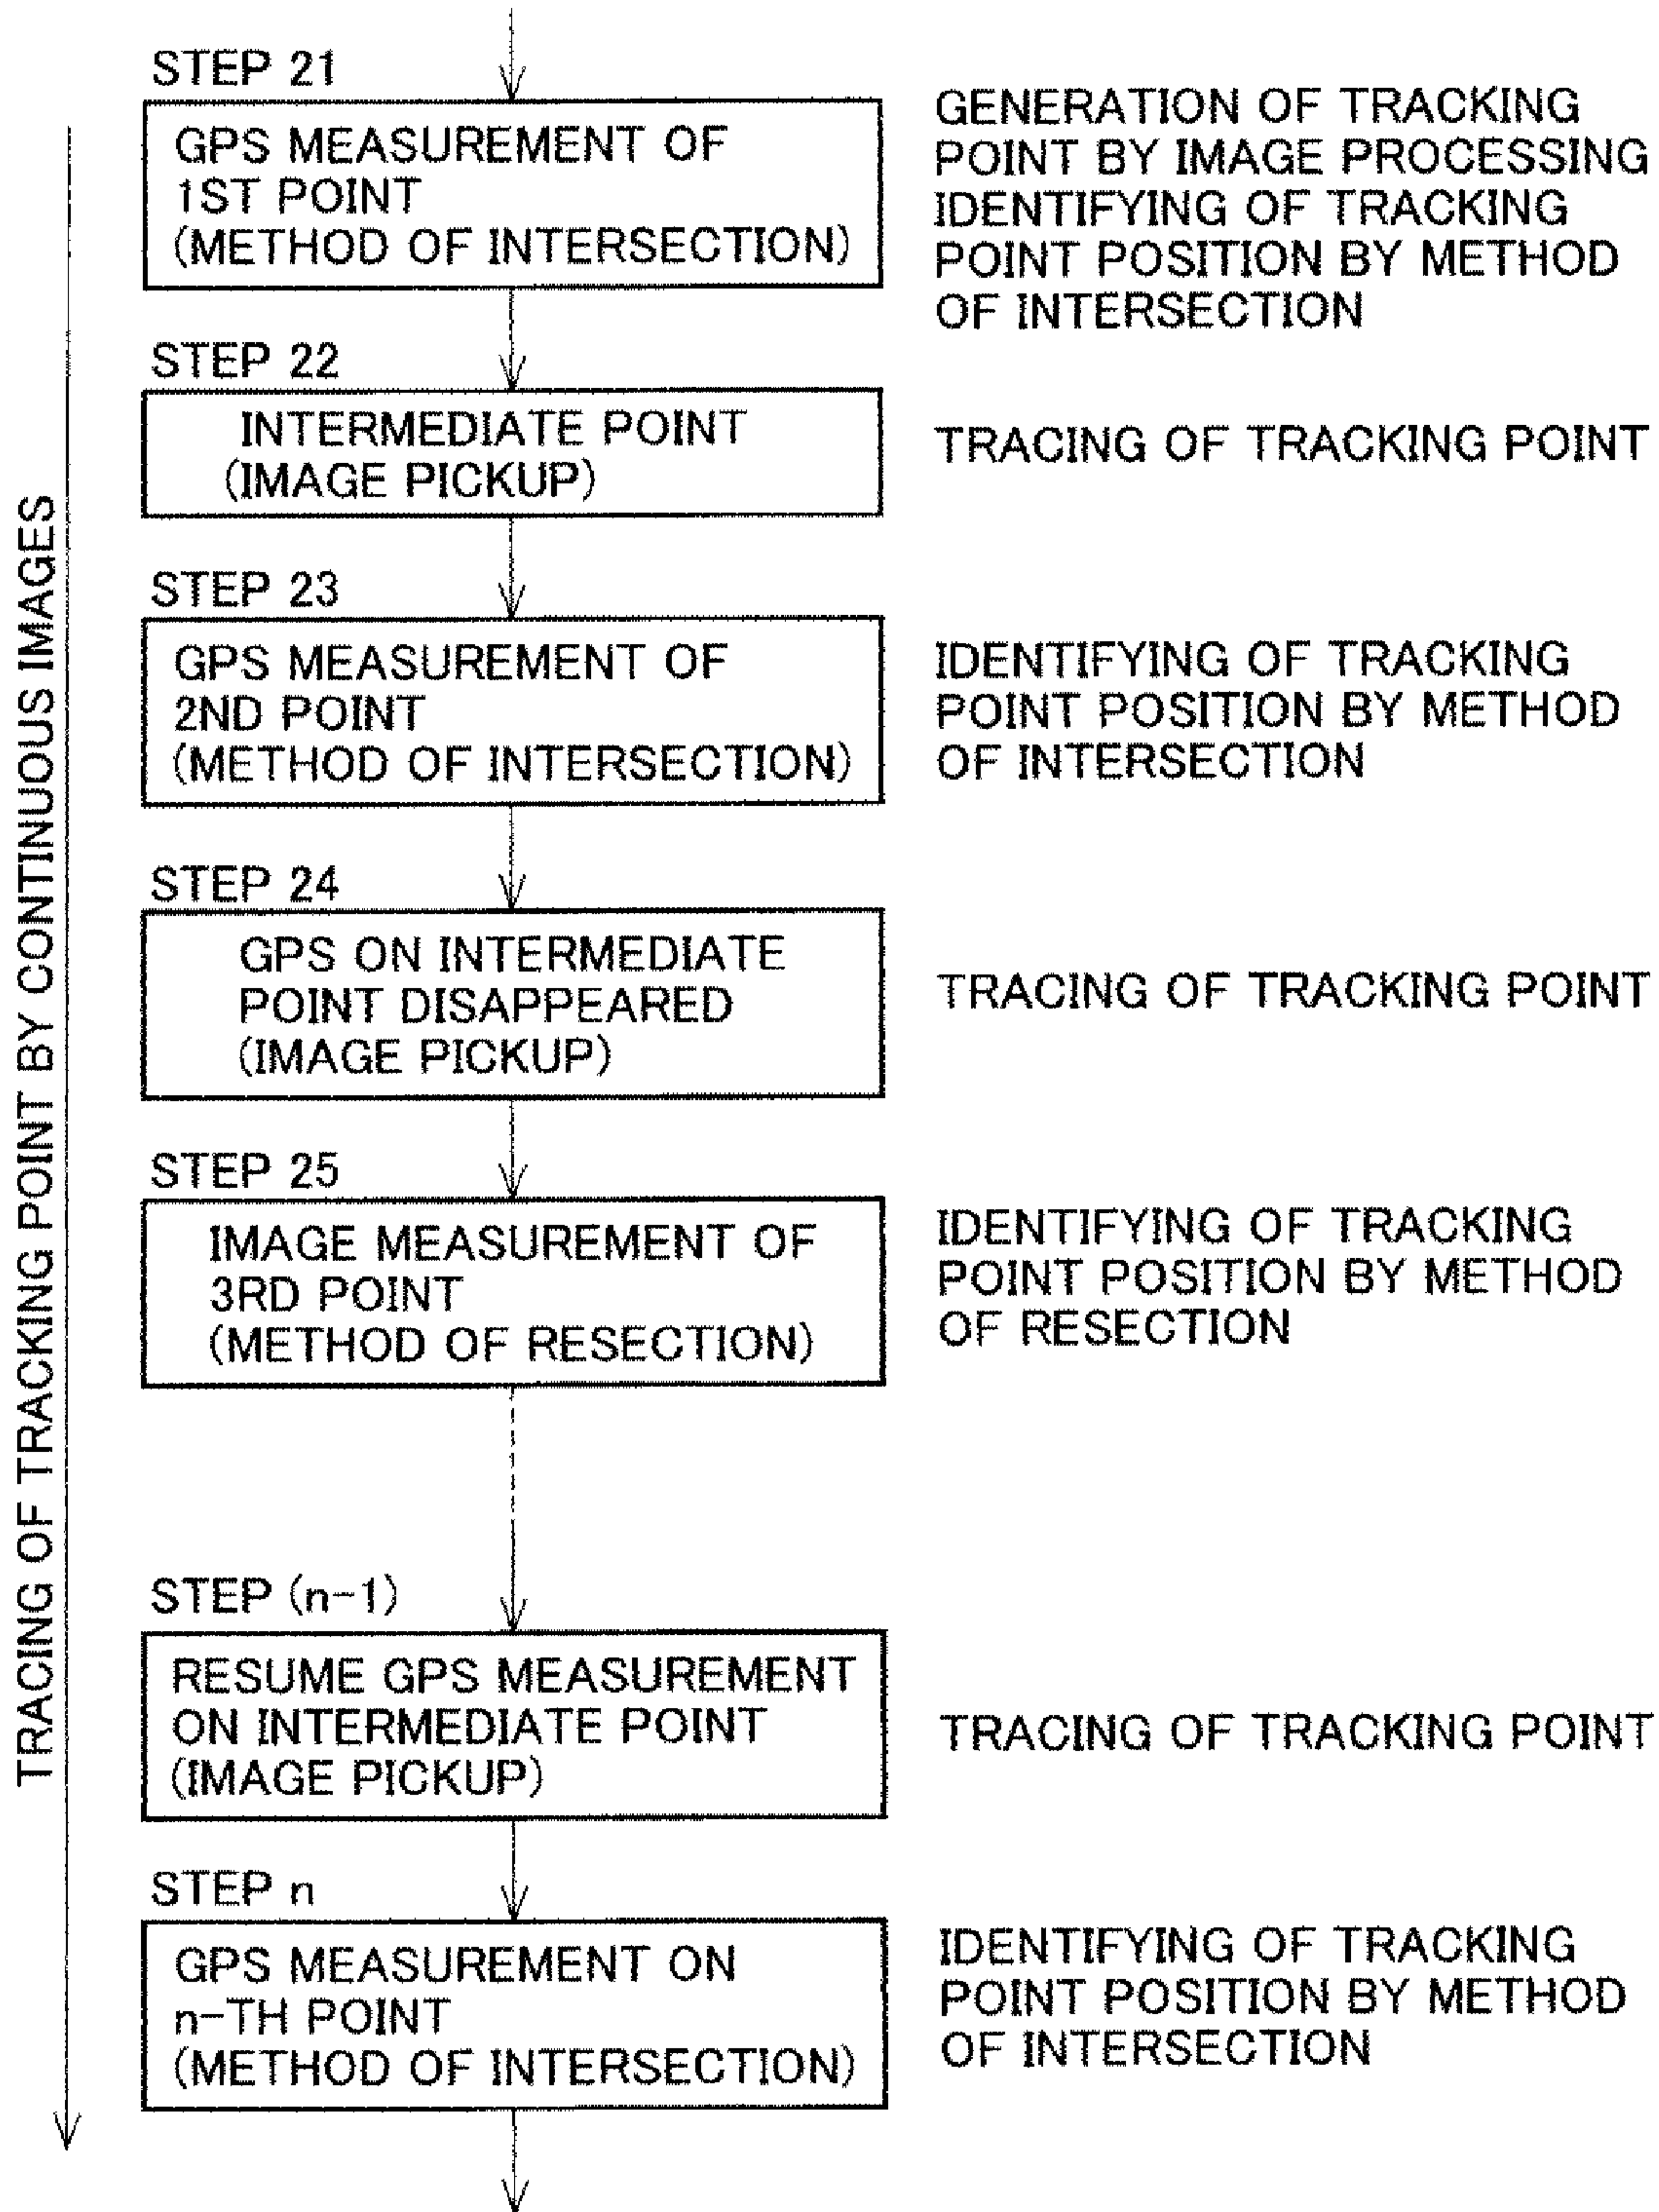 TRACING OF TRACKING POINT BY CONTINUOUS IMAGES
STEP 21
GPS MEASUREMENT OF
1ST POINT
(METHOD OF INTERSECTION)
GENERATION OF TRACKING
POINT BY IMAGE PROCESSING
IDENTIFYING OF TRACKING
POINT POSITION BY METHOD
OF INTERSECTION
STEP 22
INTERMEDIATE POINT
(IMAGE PICKUP)
TRACING OF TRACKING POINT
STEP 23
GPS MEASUREMENT OF
2ND POINT
(METHOD OF INTERSECTION)
IDENTIFYING OF TRACKING
POINT POSITION BY METHOD
OF INTERSECTION
STEP 24
GPS ON INTERMEDIATE
POINT DISAPPEARED
(IMAGE PICKUP)
TRACING OF TRACKING POINT
STEP 25
IMAGE MEASUREMENT OF
3RD POINT
(METHOD OF RESECTION)
IDENTIFYING OF TRACKING
POINT POSITION BY METHOD
OF RESECTION
STEP (n-1)
RESUME GPS MEASUREMENT
ON INTERMEDIATE POINT
(IMAGE PICKUP)
TRACING OF TRACKING POINT
STEP n
GPS MEASUREMENT ON
n-TH POINT
(METHOD OF INTERSECTION)
IDENTIFYING OF TRACKING
POINT POSITION BY METHOD
OF INTERSECTION